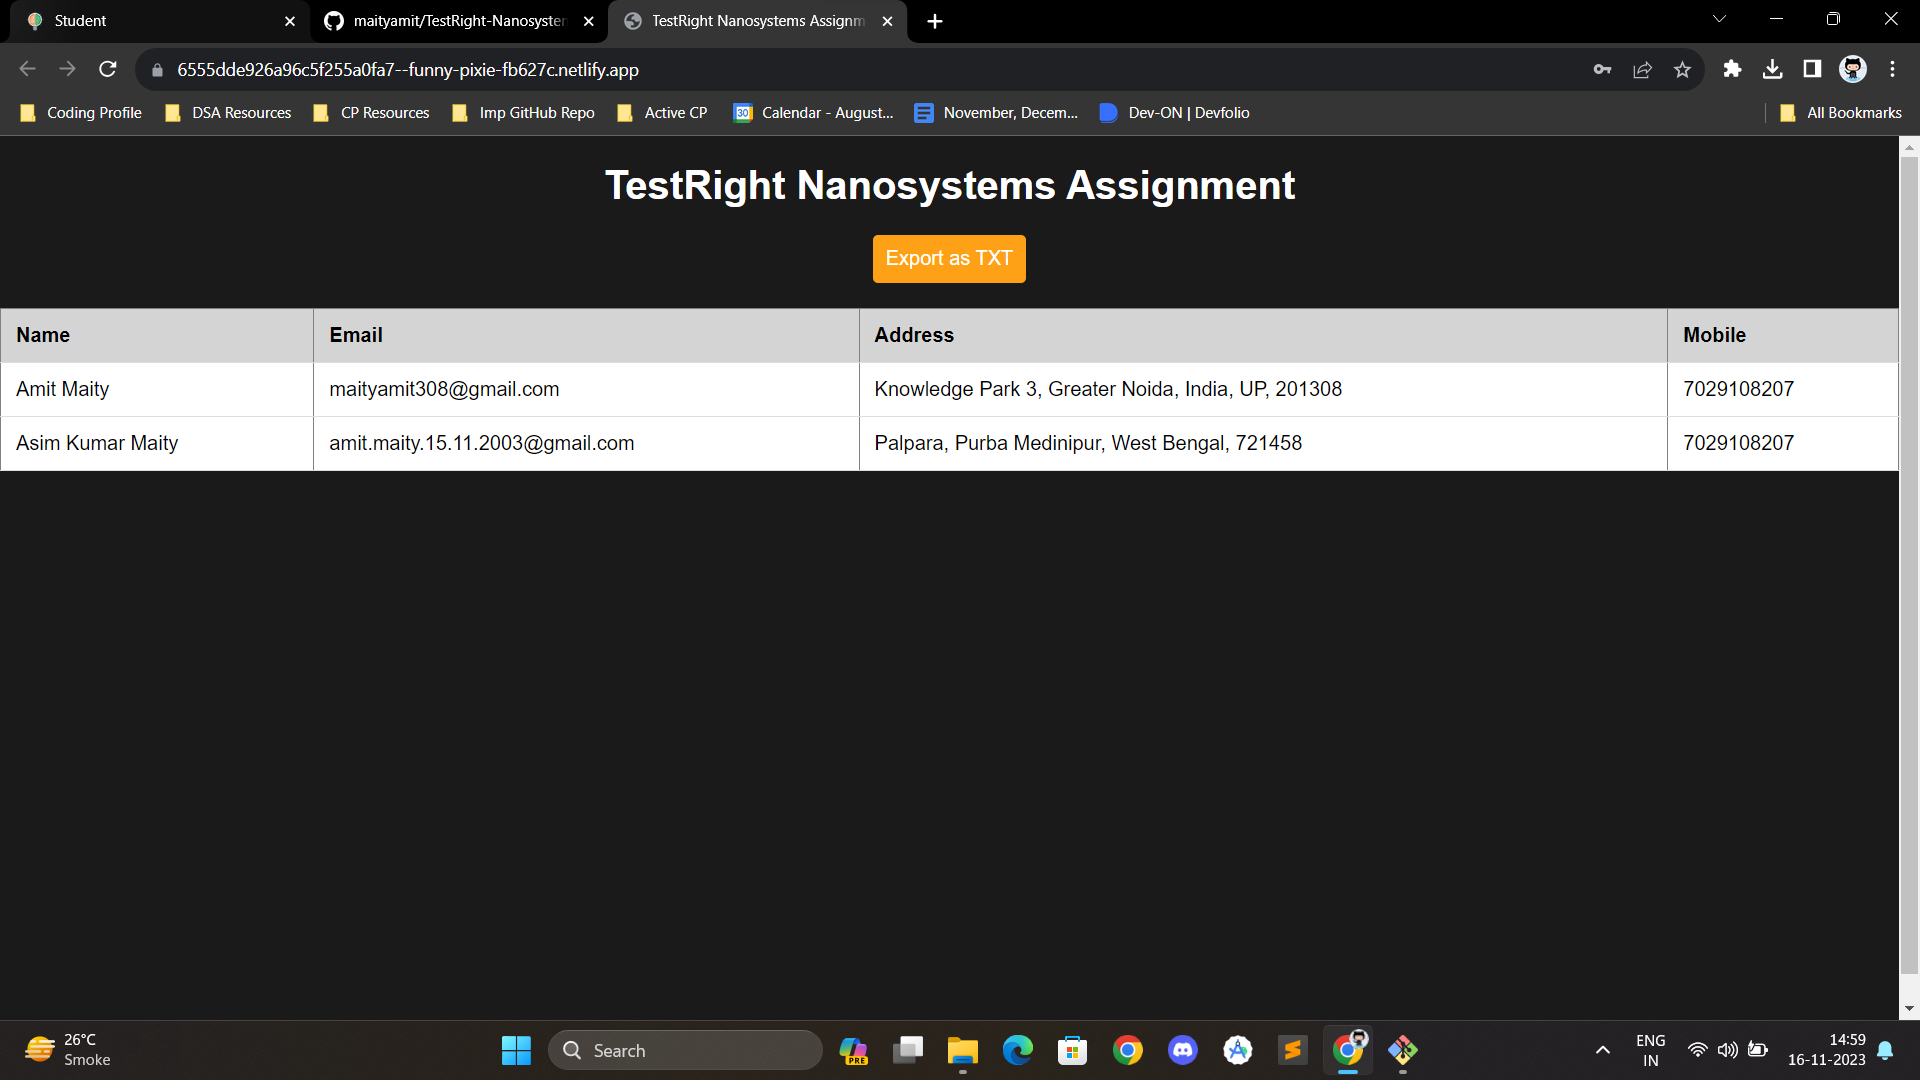 Student
maityamit/TestRight-Nanosystem
TestRight Nanosystems Assignm
6555dde926a96c5f255a0fa7--funny-pixie-fb627c.netlify.app
Coding Profile
DSA Resources
CP Resources
Imp GitHub Repo
Active CP
30
Calendar - August...
November, Decem...
Dev-ON | Devfolio
All Bookmarks
TestRight Nanosystems Assignment
Export as TXT
Name Email Address Mobile
Amit Maity maityamit308@gmail.com Knowledge Park 3, Greater Noida, India, UP, 201308 7029108207
Asim Kumar Maity amit.maity.15.11.2003@gmail.com Palpara, Purba Medinipur, West Bengal, 721458 7029108207
26°C
Smoke
Search
PRE
ENG
IN
14:59
16-11-2023